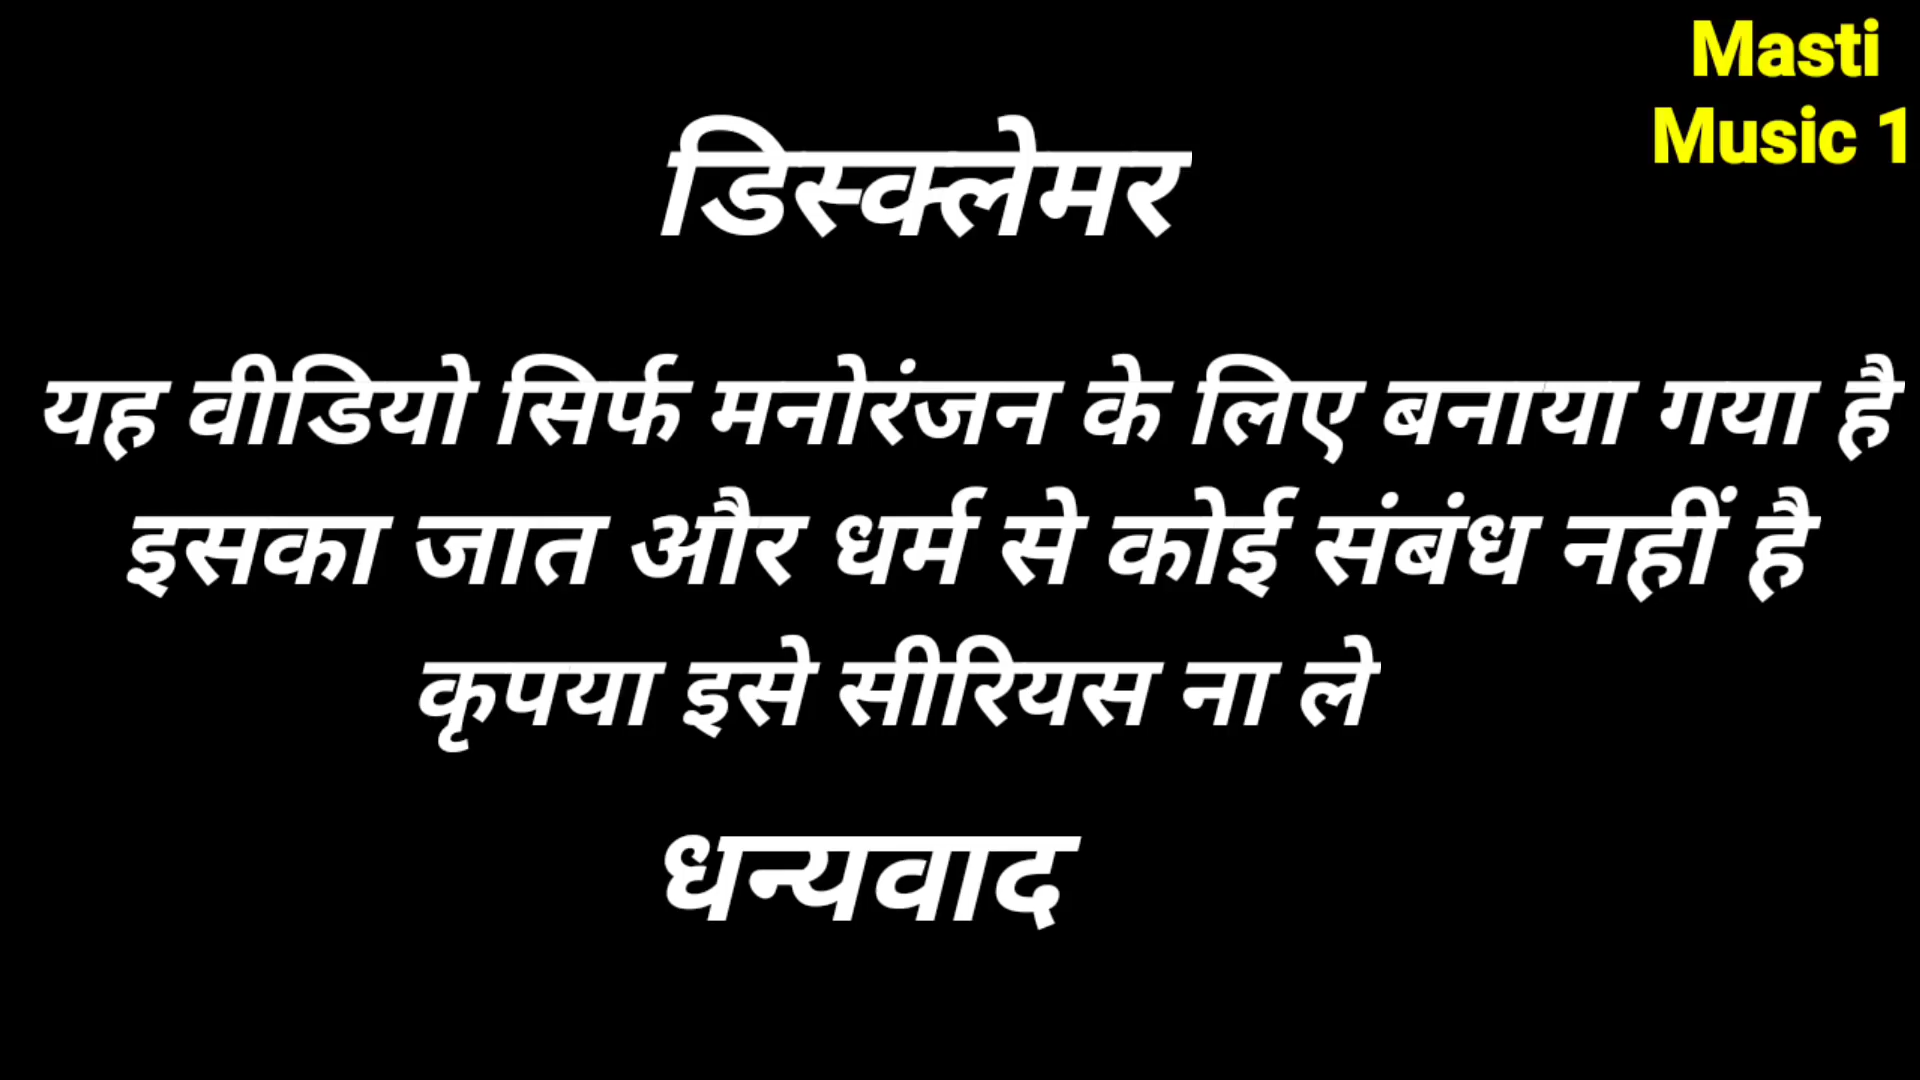 Masti
Music 1
डिस्क्लेमर
यह वीडियो सिर्फ मनोरंजन के लिए बनाया गया है
इसका जात और धर्म से कोई संबंध नहीं है
कृपया इसे सीरियस ना ले
धन्यवाद